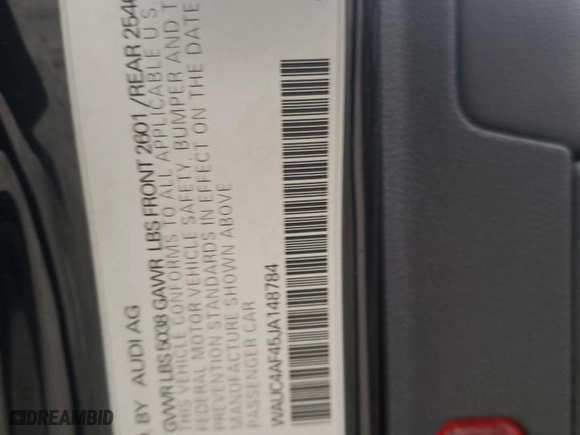 D BY AUDI AG
GVWR LBS 5038 GAWR LBS FRONT 2601 / REAR 2546
THIS VEHICLE CONFORMS TO ALL APPLICABLE U S
FEDERAL MOTOR VEHICLE SAFETY, BUMPER AND T
PREVENTION STANDARDS IN EFFECT ON THE DATE
MANUFACTURE SHOWN ABOVE
PASSENGER CAR
WAUC4AF45JA148784
DREAMBID